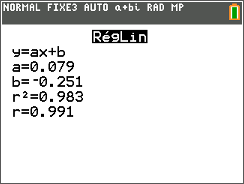 NORMAL FIXE3 AUTO a+bi RAD MP
RégLin
y=ax+b
a=0.079
b=-0.251
r²=0.983
r=0.991